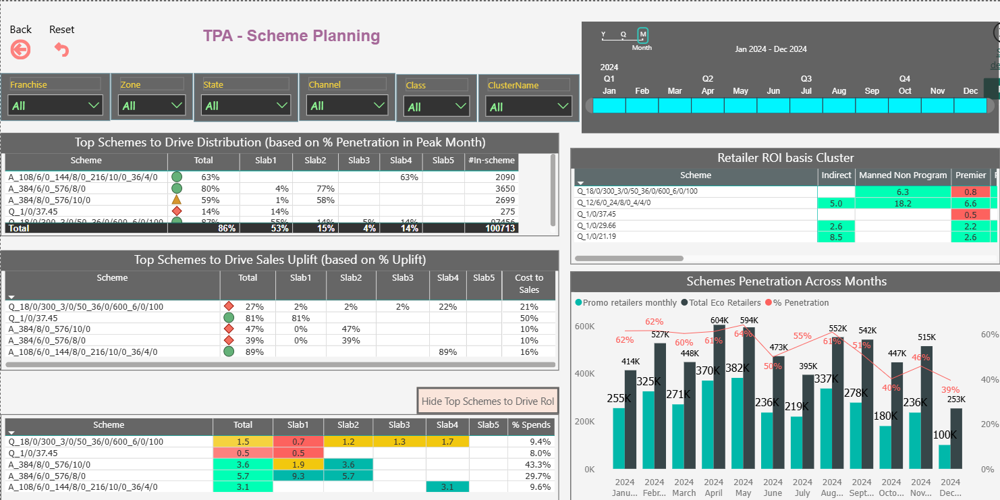 Back Reset
TPA - Scheme Planning
Y Q M
Month
Jan 2024 - Dec 2024
2024
Q1 Q2 Q3 Q4
Jan Feb Mar Apr May Jun Jul Aug Sep Oct Nov Dec
Franchise Zone State Channel Class ClusterName
All All All All All All
Top Schemes to Drive Distribution (based on % Penetration in Peak Month)
Scheme Total Slab1 Slab2 Slab3 Slab4 Slab5 #In-scheme
A_108/6/0_144/8/0_216/10/0_36/4/0 63% 63% 2090
A_384/6/0_576/8/0 80% 4% 77% 3650
A_384/8/0_576/10/0 59% 1% 58% 2699
Q_1/0/37.45 14% 14% 275
Q_18/0/300_3/0/50_36/0/600_6/0/100 87% 55% 14% 5% 14% 97456
Total 86% 53% 15% 4% 14% 100713
Top Schemes to Drive Sales Uplift (based on % Uplift)
Scheme Total Slab1 Slab2 Slab3 Slab4 Slab5 Cost to
Sales
Q_18/0/300_3/0/50_36/0/600_6/0/100 27% 2% 2% 2% 22% 21%
Q_1/0/37.45 81% 81% 50%
A_384/8/0_576/10/0 47% 0% 47% 10%
A_384/6/0_576/8/0 39% 0% 39% 10%
A_108/6/0_144/8/0_216/10/0_36/4/0 89% 89% 16%
Hide Top Schemes to Drive RoI
Scheme Total Slab1 Slab2 Slab3 Slab4 Slab5 % Spends
Q_18/0/300_3/0/50_36/0/600_6/0/100 1.5 0.7 1.2 1.3 1.7 9.4%
Q_1/0/37.45 0.5 0.5 8.0%
A_384/8/0_576/10/0 3.6 1.9 3.6 43.3%
A_384/6/0_576/8/0 5.7 9.3 5.7 29.7%
A_108/6/0_144/8/0_216/10/0_36/4/0 3.1 3.1 9.6%
Retailer ROI basis Cluster
Scheme Indirect Manned Non Program Premier
Q_18/0/300_3/0/50_36/0/600_6/0/100 6.3 0.8
Q_12/6/0_24/8/0_4/4/0 5.0 18.2 6.6
Q_1/0/37.45 0.5
Q_1/0/29.66 2.6 2.2
Q_1/0/21.19 8.5 2.6
Schemes Penetration Across Months
Promo retailers monthly Total Eco Retailers % Penetration
600K 400K 200K 0K
60% 40% 20% 0%
62% 62% 60% 61% 64% 50% 55% 61% 51% 40% 46% 39%
414K 527K 448K 604K 594K 473K 395K 552K 542K 447K 515K 253K
255K 325K 271K 370K 382K 236K 219K 337K 278K 180K 236K 100K
2024 2024 2024 2024 2024 2024 2024 2024 2024 2024 2024 2024
Janu... Febr... March April May June July Aug... Sept... Octo... Nov... Dec...